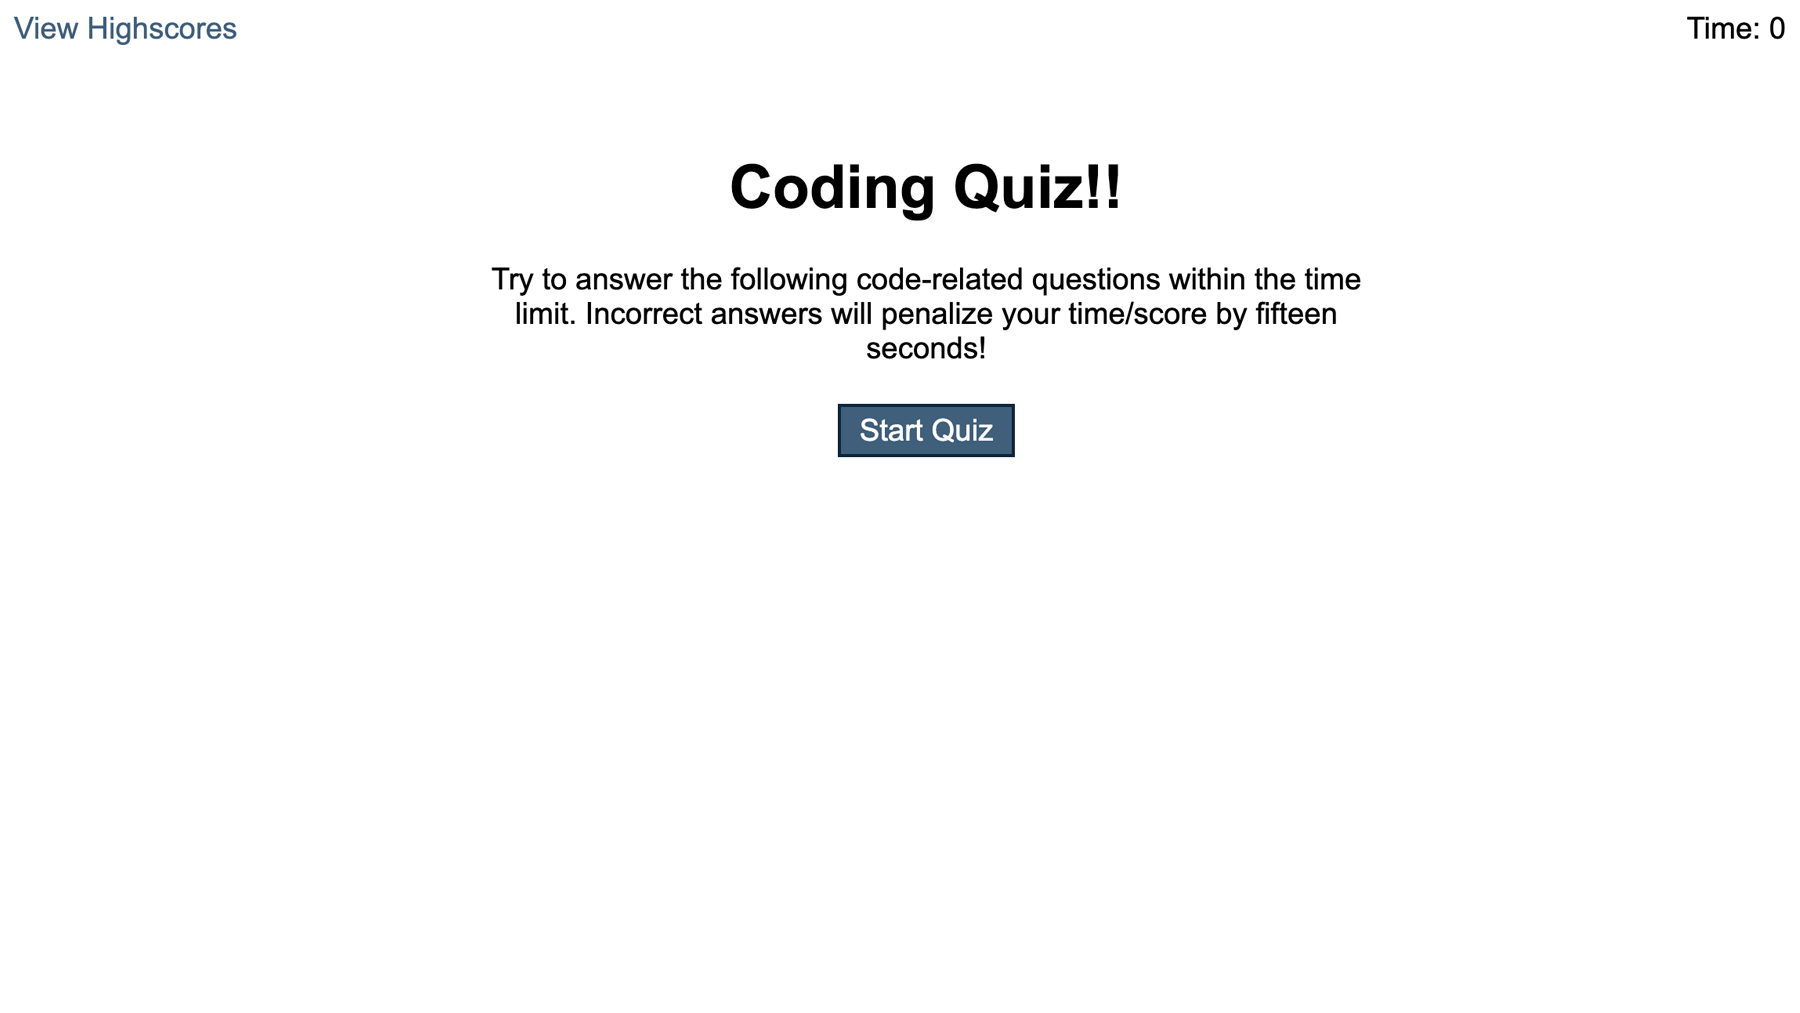 View Highscores
Time: 0
Coding Quiz!!
Try to answer the following code-related questions within the time
limit. Incorrect answers will penalize your time/score by fifteen
seconds!
Start Quiz